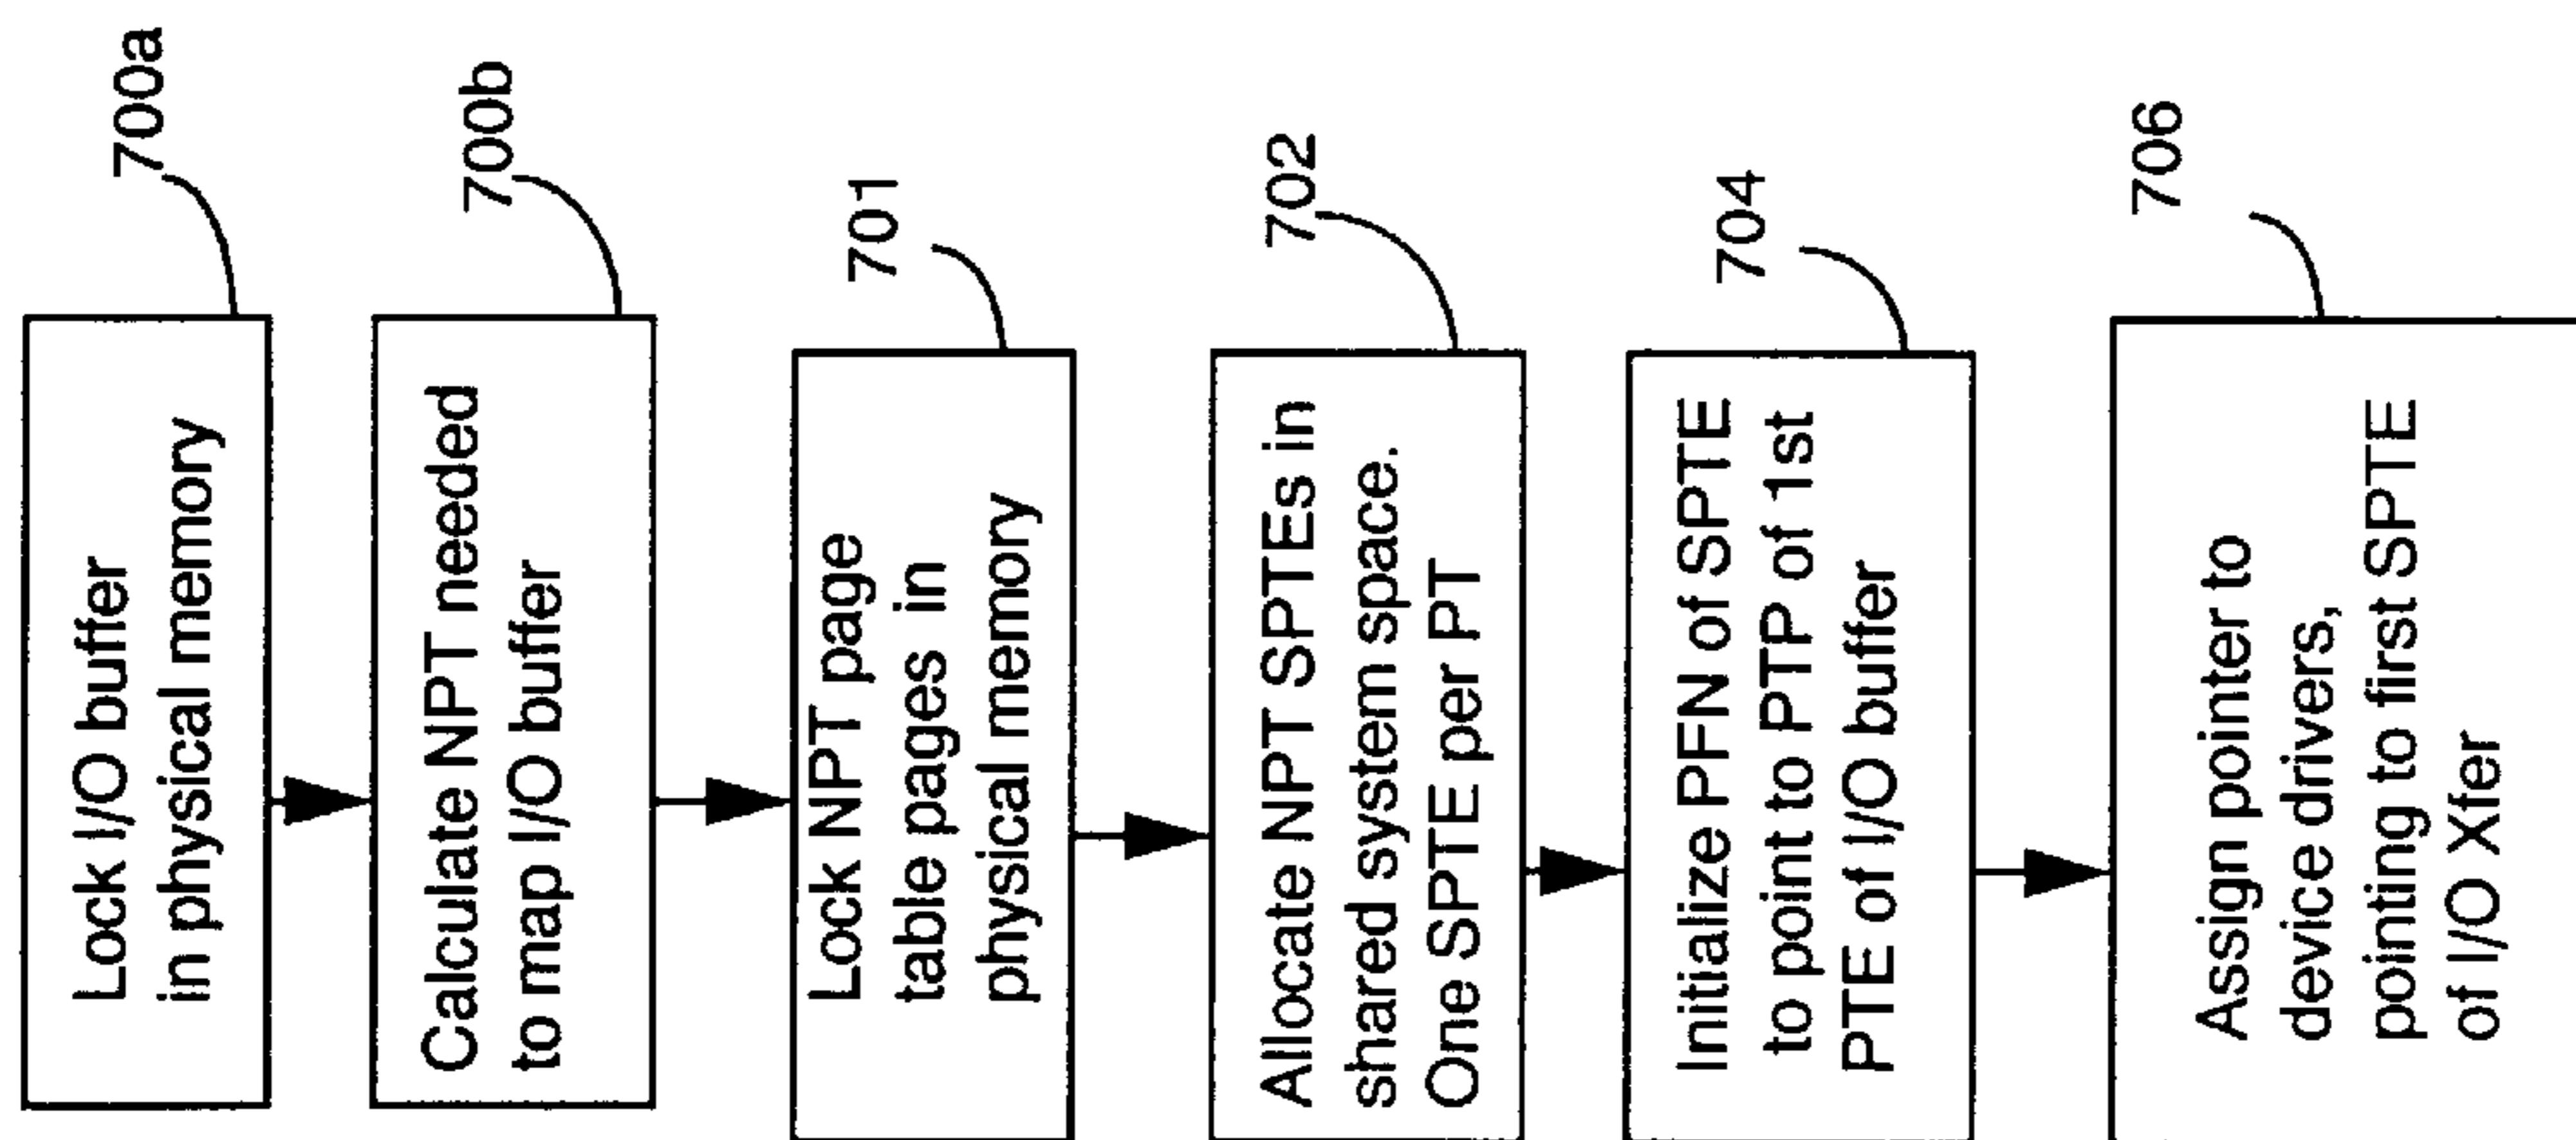 700a
Lock I/O buffer
in physical memory
700b
Calculate NPT needed
to map I/O buffer
701
Lock NPT page
table pages in
physical memory
702
Allocate NPT SPTEs in
shared system space.
One SPTE per PT
704
Initialize PFN of SPTE
to point to PTP of 1st
PTE of I/O buffer
706
Assign pointer to
device drivers,
pointing to first SPTE
of I/O Xfer